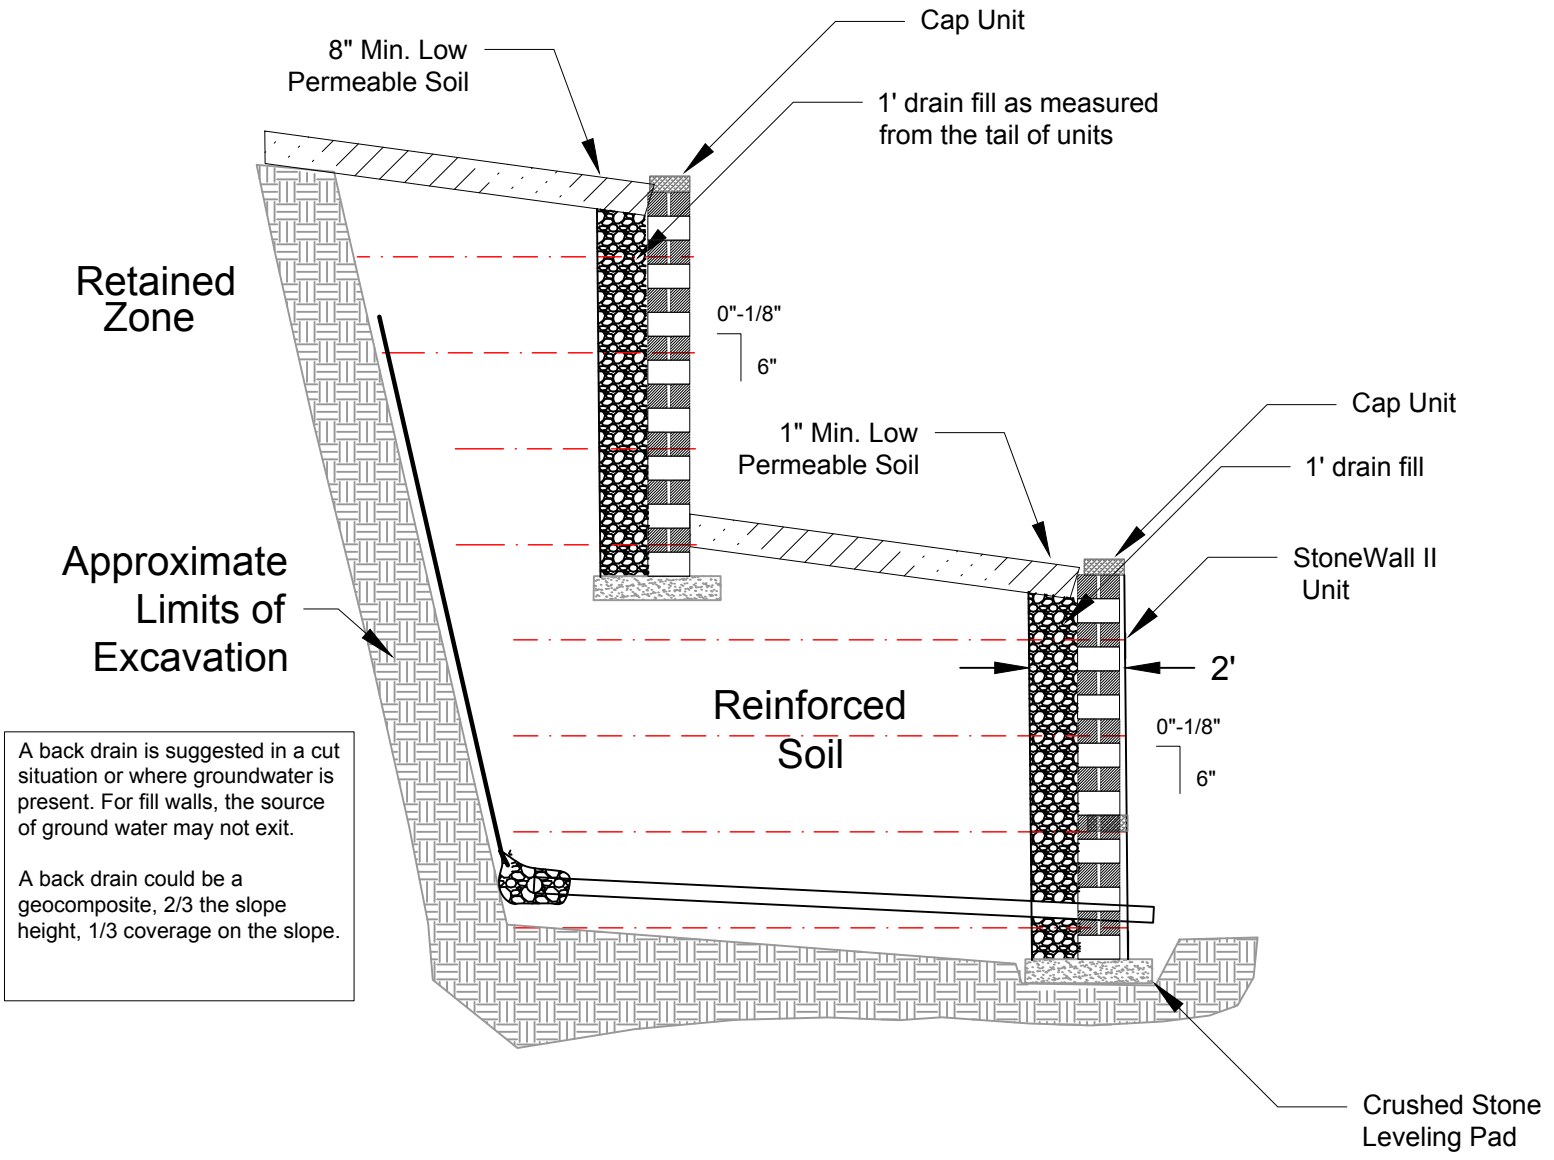 Cap Unit
8" Min. Low
Permeable Soil
1' drain fill as measured
from the tail of units
Retained
Zone
0"-1/8"
6"
Cap Unit
1" Min. Low
Permeable Soil
1' drain fill
Approximate
Limits of
Excavation
StoneWall II
Unit
2'
Reinforced
Soil
0"-1/8"
6"
A back drain is suggested in a cut
situation or where groundwater is
present. For fill walls, the source
of ground water may not exit.
A back drain could be a
geocomposite, 2/3 the slope
height, 1/3 coverage on the slope.
Crushed Stone
Leveling Pad